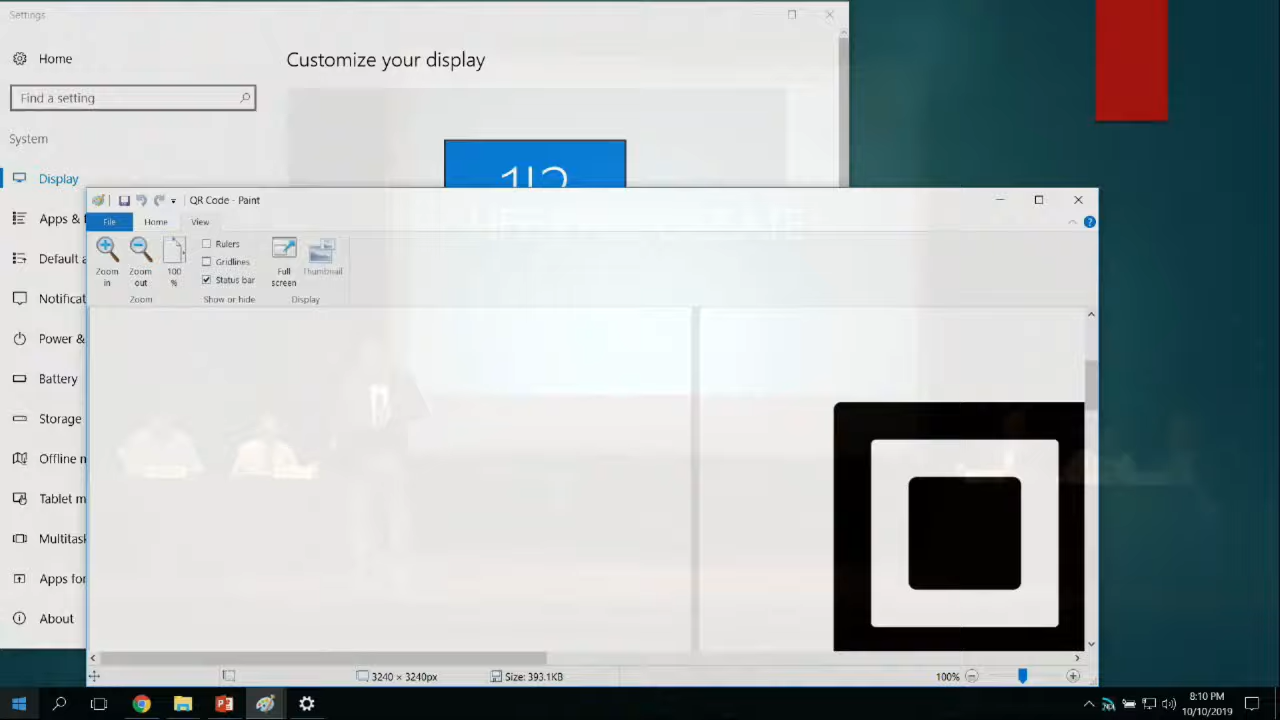 Settings
Home
Customize your display
Find a setting
System
Display
1|2
QR Code - Paint
Apps & f
File
Home
View
Default a
Zoom in
Zoom out
100 %
Rulers
Gridlines
Status bar
Full screen
Thumbnail
Zoom
Show or hide
Display
Notificat
Power &
Battery
Storage
Offline m
Tablet m
Multitask
Apps for
About
3240 × 3240px
Size: 393.1KB
100%
8:10 PM
10/10/2019